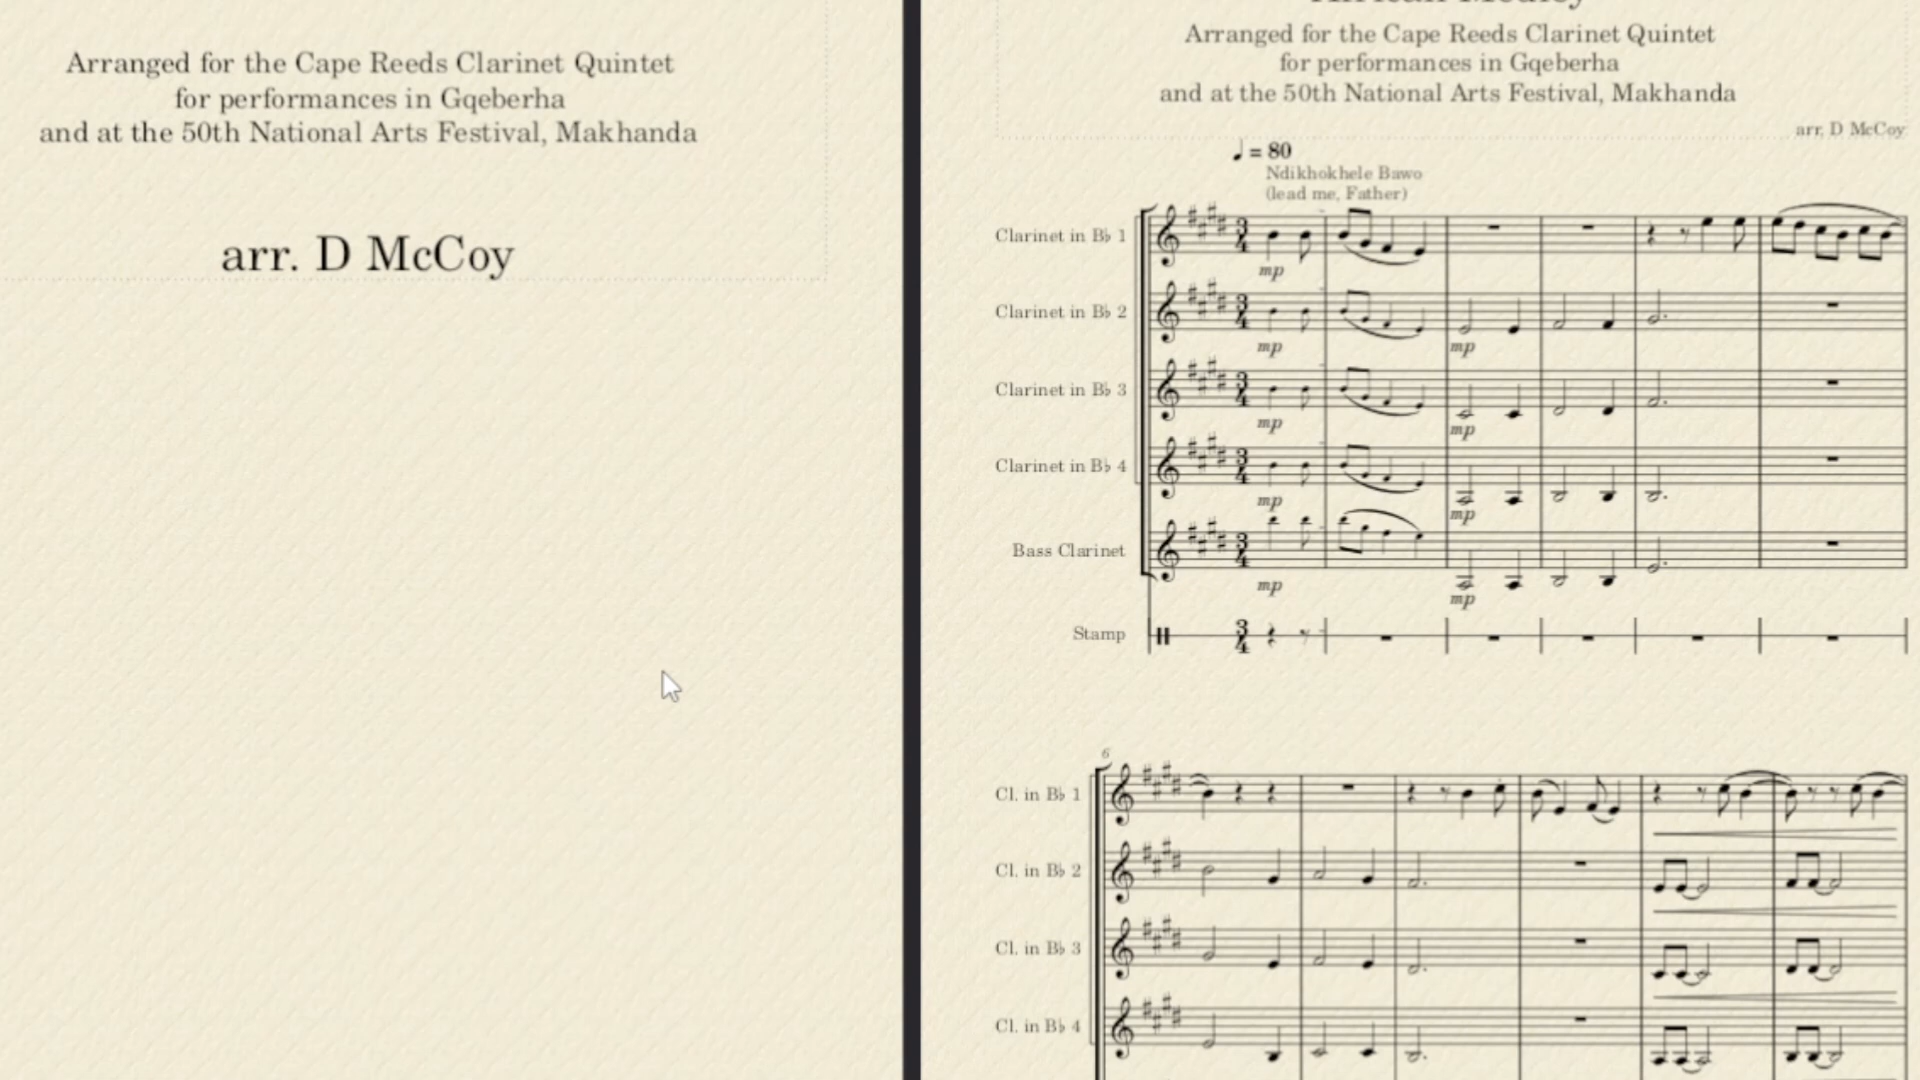 Arranged for the Cape Reeds Clarinet Quintet
for performances in Gqeberha
and at the 50th National Arts Festival, Makhanda
arr. D McCoy
African Medley
Arranged for the Cape Reeds Clarinet Quintet
for performances in Gqeberha
and at the 50th National Arts Festival, Makhanda
arr. D McCoy
♩ = 80
Ndikhokhele Bawo
(lead me, Father)
Clarinet in B♭ 1
mp
Clarinet in B♭ 2
mp
mp
Clarinet in B♭ 3
mp
mp
Clarinet in B♭ 4
mp
mp
Bass Clarinet
mp
mp
Stamp
6
Cl. in B♭ 1
Cl. in B♭ 2
Cl. in B♭ 3
Cl. in B♭ 4